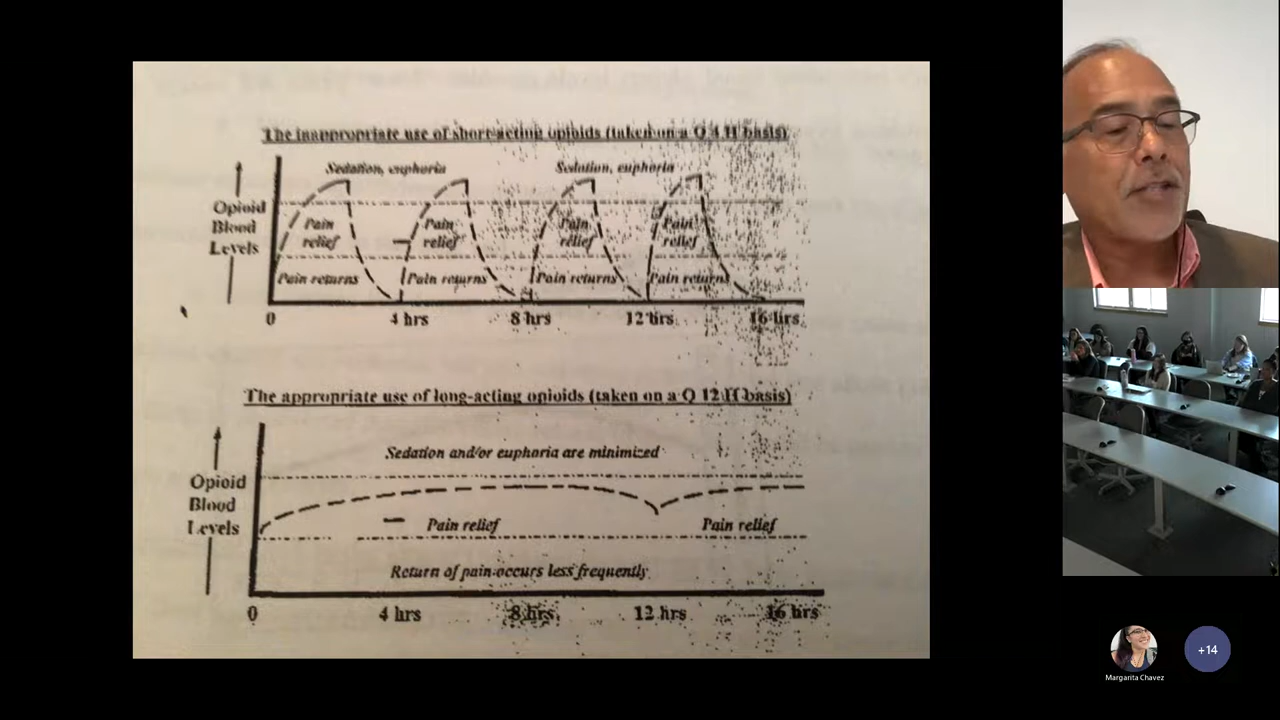 The inappropriate use of short-acting opioids (taken on a Q 4 H basis)
Sedation, euphoria
Sedation, euphoria
Opioid
Blood
Levels
Pain
relief
Pain
relief
Pain
relief
Pain
relief
Pain returns
Pain returns
Pain returns
Pain returns
0
4 hrs
8 hrs
12 hrs
16 hrs
The appropriate use of long-acting opioids (taken on a Q 12 H basis)
Sedation and/or euphoria are minimized
Opioid
Blood
Levels
Pain relief
Pain relief
Return of pain occurs less frequently
0
4 hrs
8 hrs
12 hrs
16 hrs
+14
Margarita Chavez